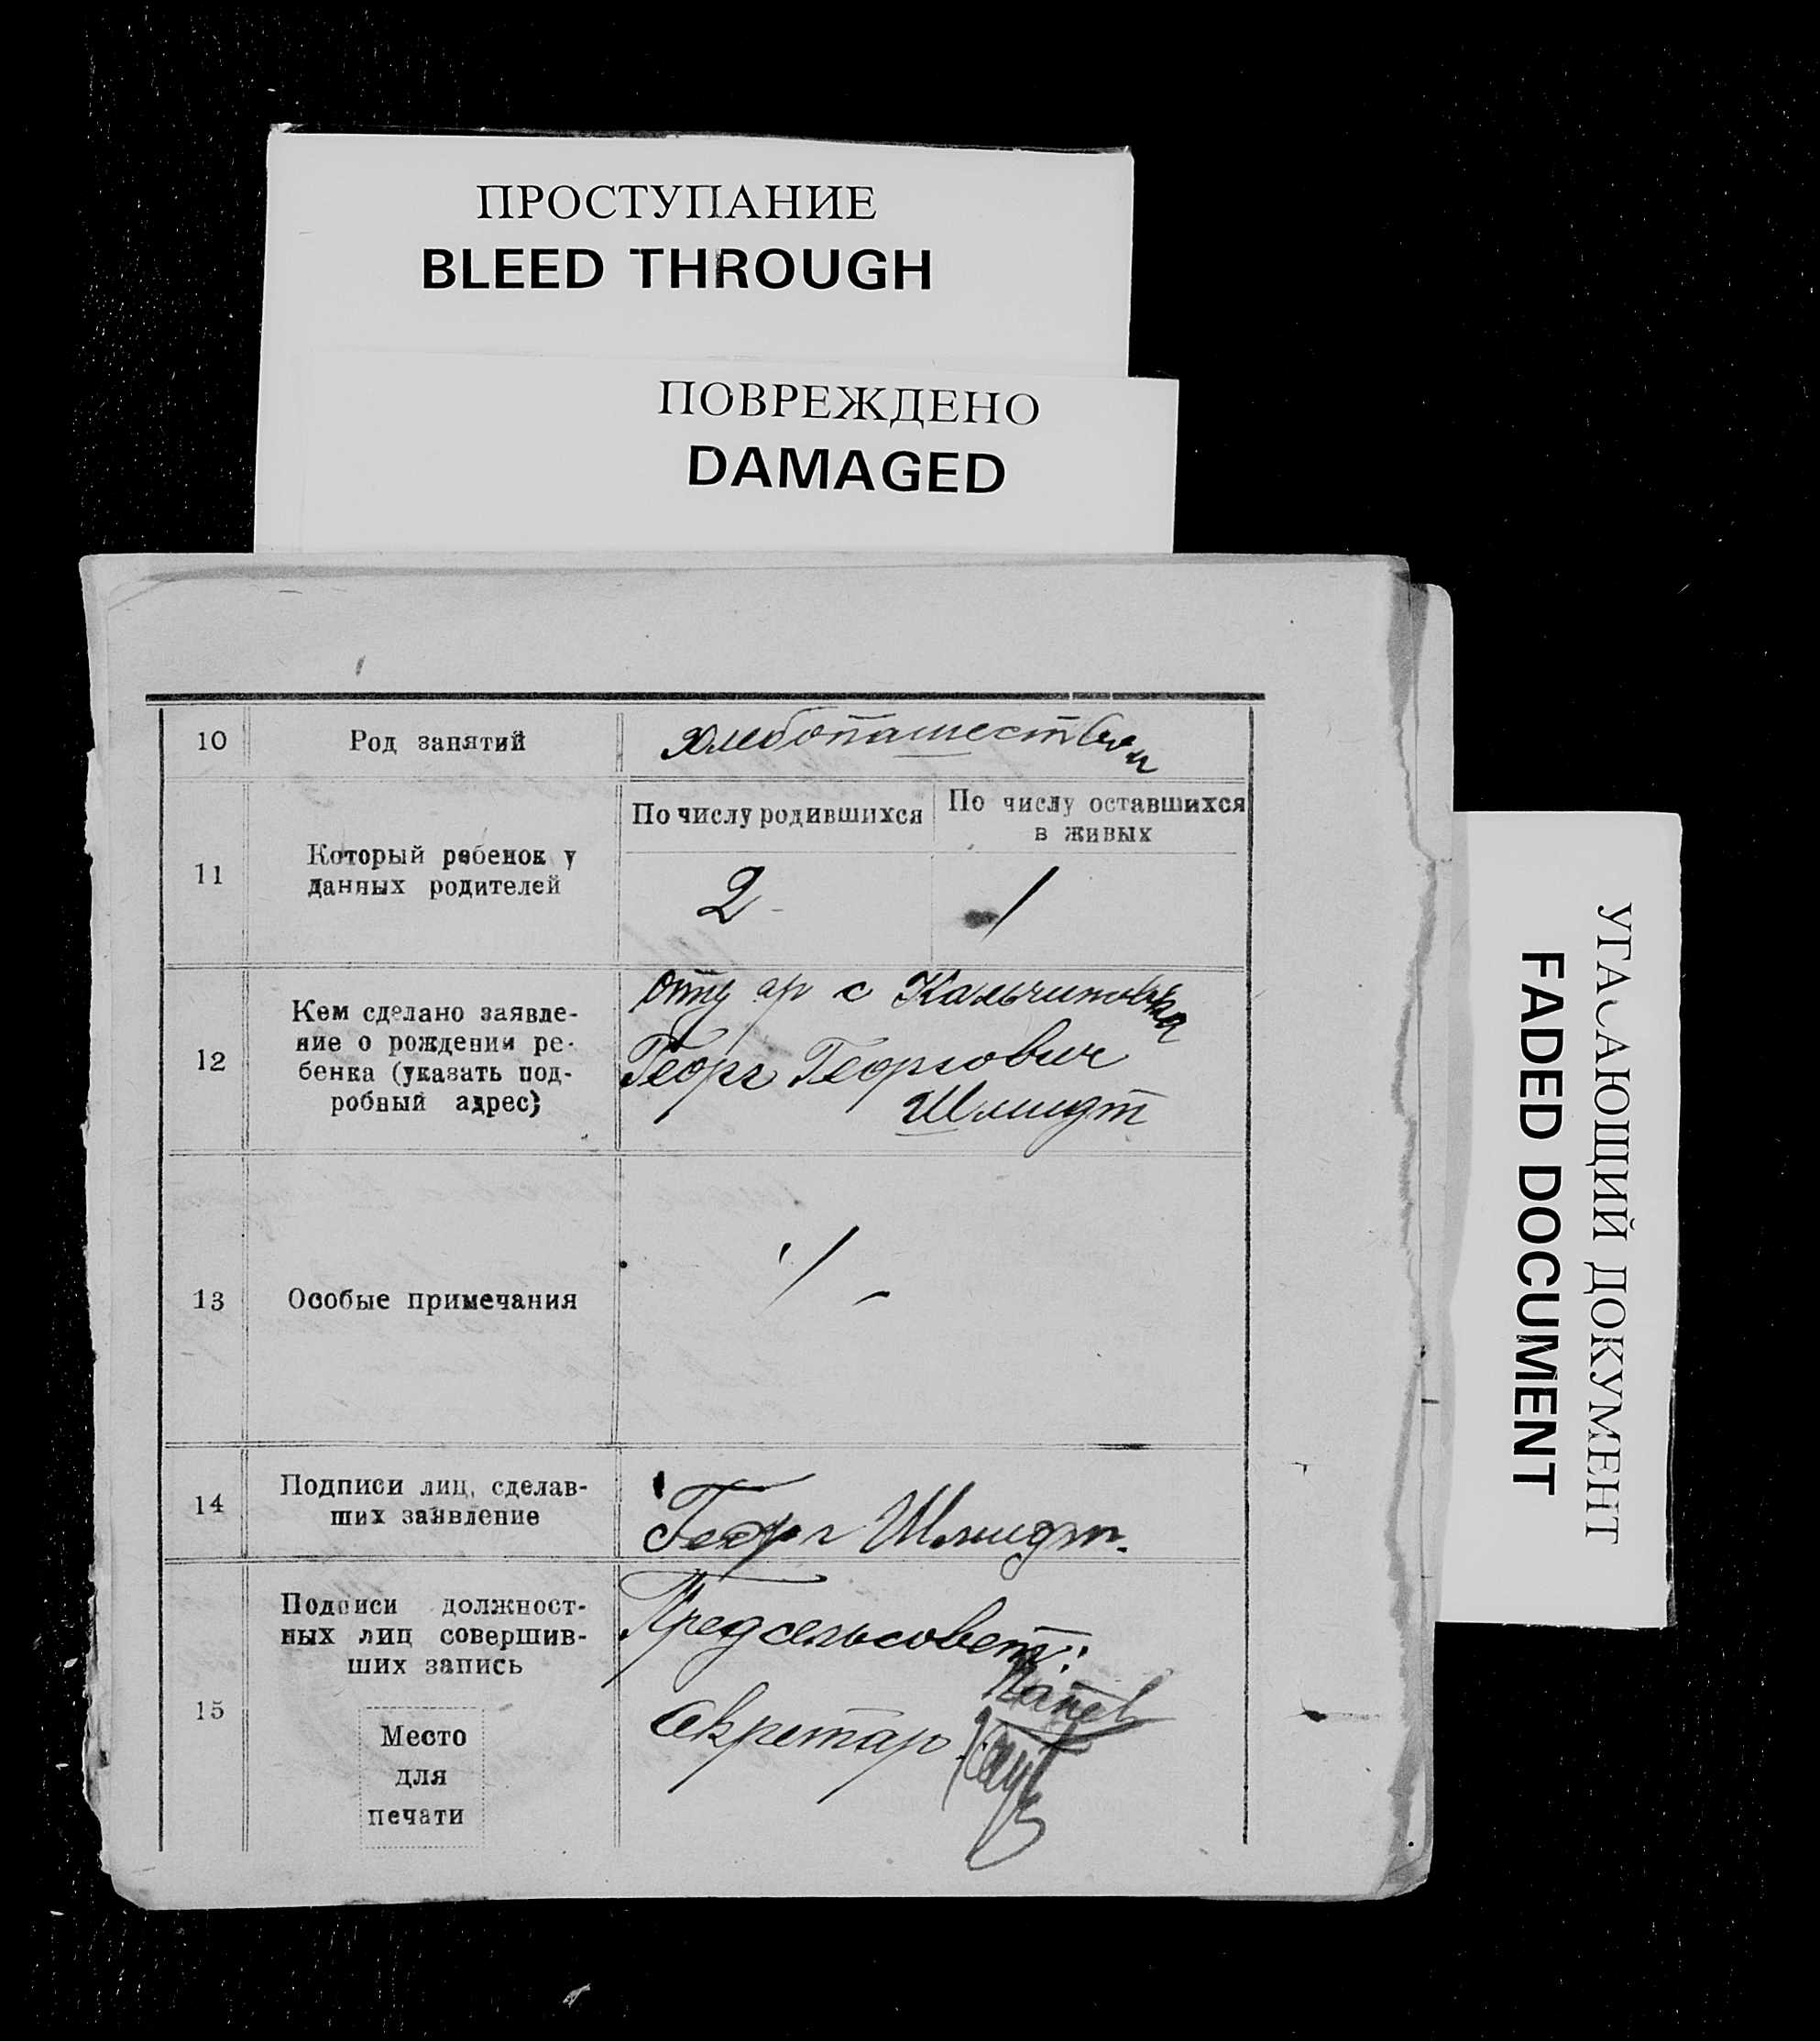 ПРОСТУПАНИЕ
BLEED THROUGH
ПОВРЕЖДЕНО
DAMAGED
10
Род занятий
11
Который ребенок у
данных родителей
По числу родившихся
По числу оставшихся
в живых
2
1
12
Кем сделано заявле-
ние о рождении ре-
бенка (указать под-
робный адрес)
с
Георг Георгович
Шмидт
13
Особые примечания
14
Подписи лиц, сделав-
ших заявление
Георг Шмидт.
15
Подписи должност-
ных лиц совершив-
ших запись
Место
для
печати
Предсельсовет:
Секретар
УГАСАЮЩИЙ ДОКУМЕНТ
FADED DOCUMENT